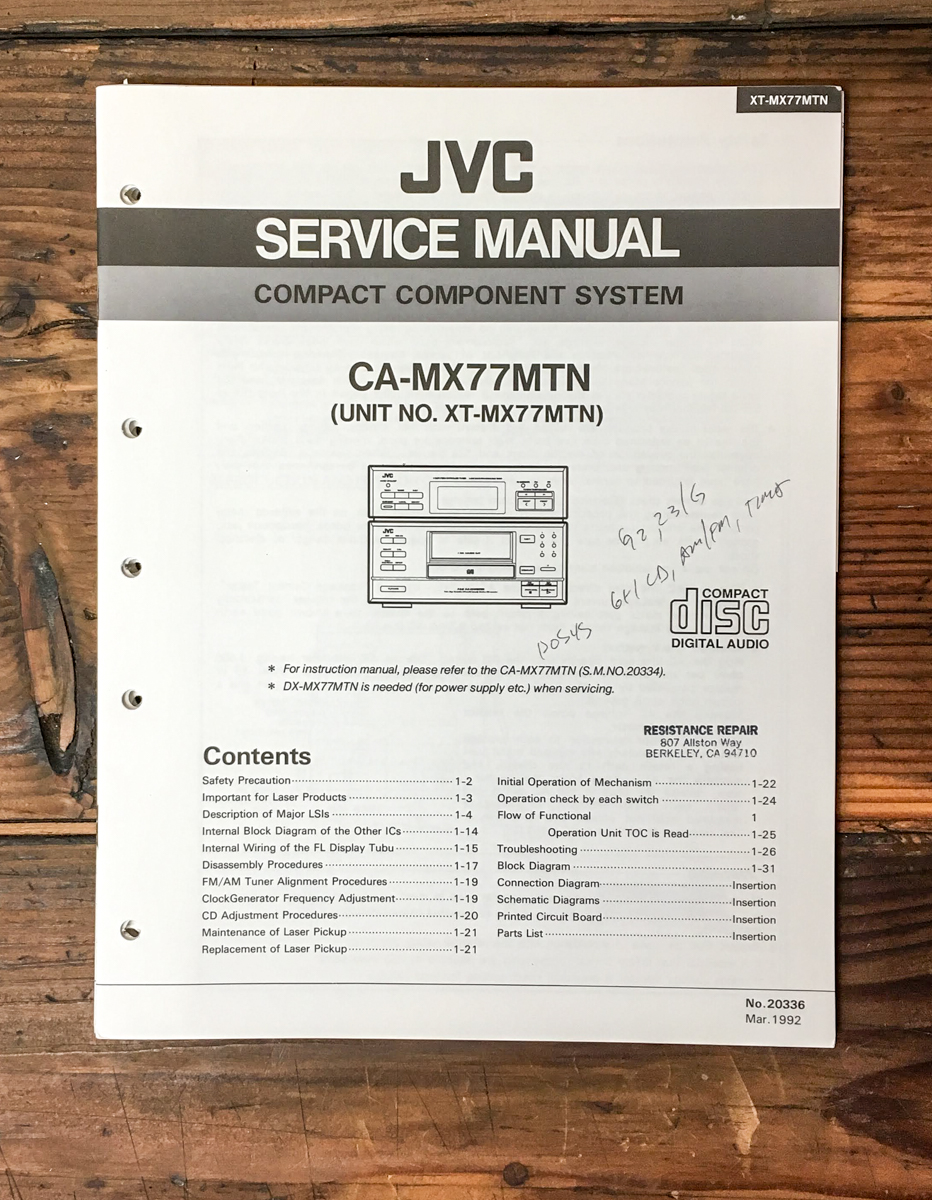 XT-MX77MTN
JVC
SERVICE MANUAL
COMPACT COMPONENT SYSTEM
CA-MX77MTN
(UNIT NO. XT-MX77MTN)
JVC
JVC
COMPACT
disc
DIGITAL AUDIO
* For instruction manual, please refer to the CA-MX77MTN (S.M.NO.20334).
* DX-MX77MTN is needed (for power supply etc.) when servicing.
RESISTANCE REPAIR
807 Allston Way
BERKELEY, CA 94710
Contents
Safety Precaution 1-2
Important for Laser Products 1-3
Description of Major LSIs 1-4
Internal Block Diagram of the Other ICs 1-14
Internal Wiring of the FL Display Tubu 1-15
Disassembly Procedures 1-17
FM/AM Tuner Alignment Procedures 1-19
ClockGenerator Frequency Adjustment 1-19
CD Adjustment Procedures 1-20
Maintenance of Laser Pickup 1-21
Replacement of Laser Pickup 1-21
Initial Operation of Mechanism 1-22
Operation check by each switch 1-24
Flow of Functional 1
Operation Unit TOC is Read 1-25
Troubleshooting 1-26
Block Diagram 1-31
Connection Diagram Insertion
Schematic Diagrams Insertion
Printed Circuit Board Insertion
Parts List Insertion
No.20336
Mar.1992